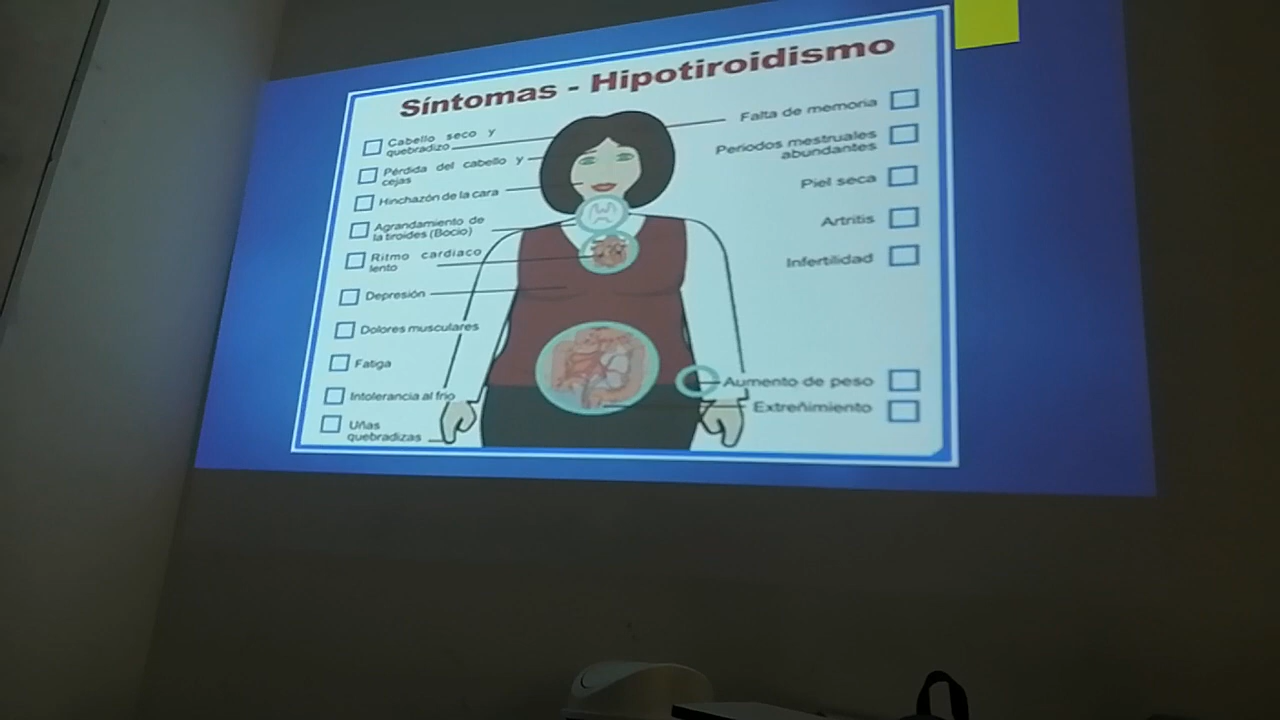 Síntomas - Hipotiroidismo
Cabello seco y
quebradizo
Pérdida del cabello y
cejas
Hinchazón de la cara
Agrandamiento de
la tiroides (Bocio)
Ritmo cardiaco
lento
Depresión
Dolores musculares
Fatiga
Intolerancia al frio
Uñas
quebradizas
Falta de memoria
Periodos mestruales
abundantes
Piel seca
Artritis
Infertilidad
Aumento de peso
Extreñimiento